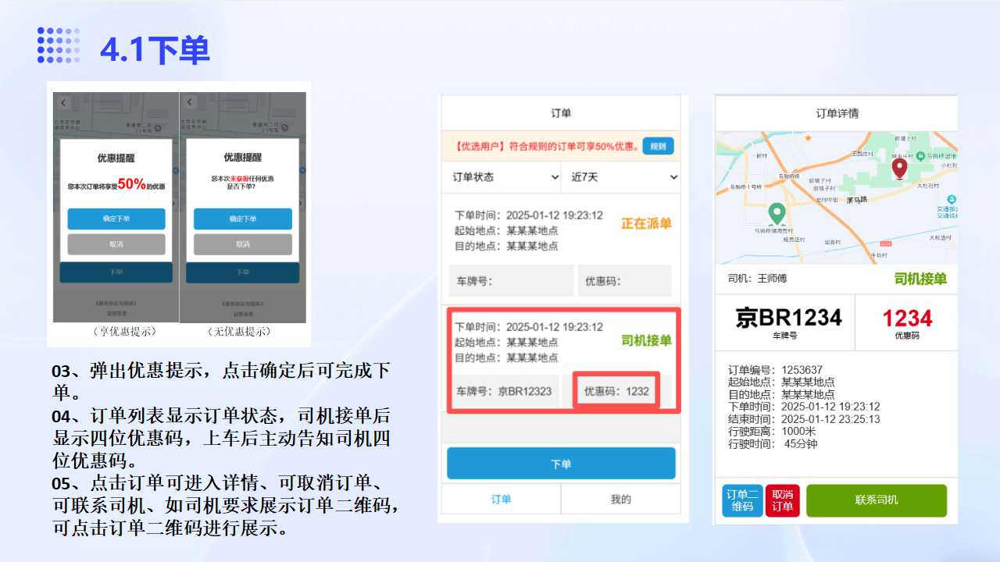 4.1下单
优惠提醒
您本次订单将享受50%的优惠
确定下单
取消
下单
（享优惠提示）
优惠提醒
您本次未获得任何优惠
是否下单？
确定下单
取消
下单
（无优惠提示）
03、弹出优惠提示，点击确定后可完成下
单。
04、订单列表显示订单状态，司机接单后
显示四位优惠码，上车后主动告知司机四
位优惠码。
05、点击订单可进入详情、可取消订单、
可联系司机、如司机要求展示订单二维码，
可点击订单二维码进行展示。
订单
【优选用户】符合规则的订单可享50%优惠。 规则
订单状态 近7天
下单时间：2025-01-12 19:23:12
起始地点：某某某地点
目的地点：某某某地点
正在派单
车牌号： 优惠码：
下单时间：2025-01-12 19:23:12
起始地点：某某某地点
目的地点：某某某地点
司机接单
车牌号：京BR12323 优惠码：1232
下单
订单 我的
订单详情
司机：王师傅 司机接单
京BR1234 1234
车牌号 优惠码
订单编号：1253637
起始地点：某某某地点
目的地点：某某某地点
下单时间：2025-01-12 19:23:12
结束时间：2025-01-12 23:25:13
行驶距离：1000米
行驶时间： 45分钟
订单二
维码
取消
订单
联系司机